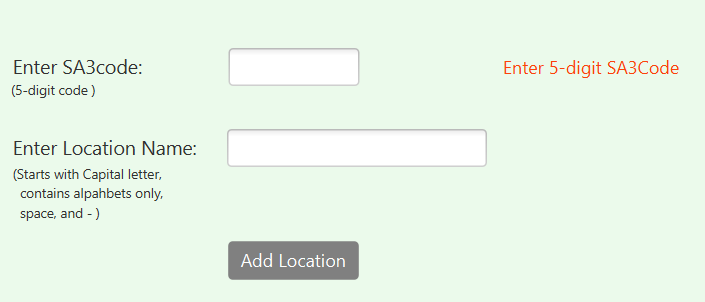 Enter SA3code:
Enter 5-digit SA3Code
(5-digit code )
Enter Location Name:
(Starts with Capital letter,
contains alpahbets only,
space, and - )
Add Location